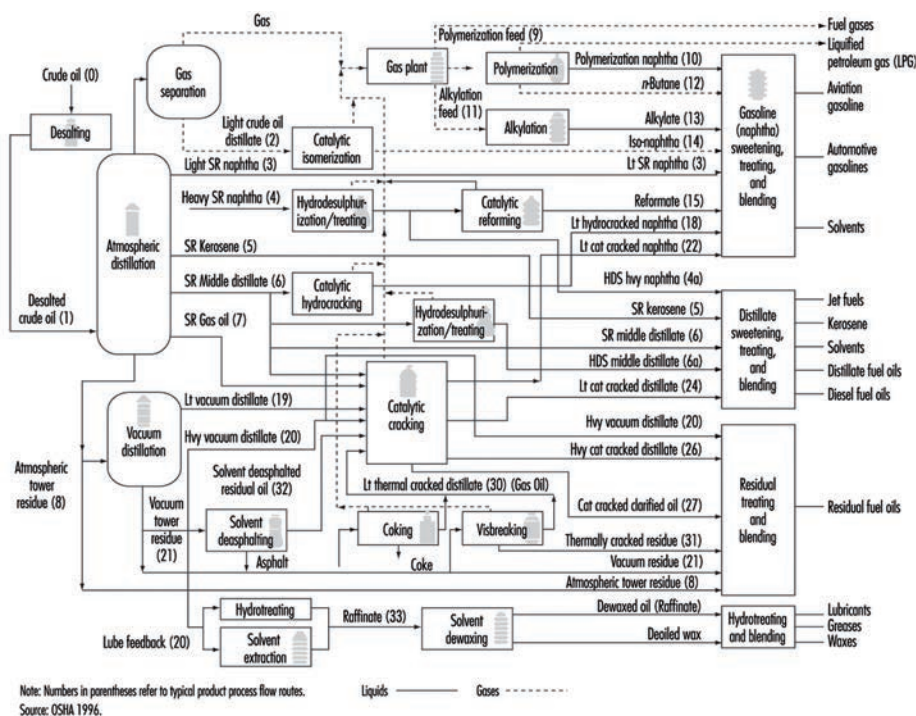 Gas
Fuel gases
Polymerization feed (9)
Liquified
petroleum gas (LPG)
Crude oil (0)
Gas
separation
Gas plant
Polymerization
Polymerization naphtha (10)
n-Butane (12)
Aviation
gasoline
Desalting
Alkylation
feed (11)
Gasoline
(naphtha)
sweetening,
treating,
and
blending
Light crude oil
distillate (2)
Catalytic
isomerization
Alkylation
Alkylate (13)
Iso-naphtha (14)
Automotive
gasolines
Light SR naphtha (3)
Lt SR naphtha (3)
Heavy SR naphtha (4)
Hydrodesulphur-
ization/treating
Catalytic
reforming
Reformate (15)
Lt hydrocracked naphtha (18)
Solvents
Atmospheric
distillation
SR Kerosene (5)
Lt cat cracked naphtha (22)
SR Middle distillate (6)
Catalytic
hydrocracking
HDS hvy naphtha (4a)
Jet fuels
Desalted
crude oil (1)
SR Gas oil (7)
Hydrodesulphuri-
zation/treating
SR kerosene (5)
Distillate
sweetening,
treating,
and
blending
Kerosene
SR middle distillate (6)
Solvents
HDS middle distillate (6a)
Distillate fuel oils
Lt vacuum distillate (19)
Catalytic
cracking
Lt cat cracked distillate (24)
Diesel fuel oils
Vacuum
distillation
Hvy vacuum distillate (20)
Hvy vacuum distillate (20)
Hvy cat cracked distillate (26)
Atmospheric
tower
residue (8)
Solvent deasphalted
residual oil (32)
Lt thermal cracked distillate (30) (Gas Oil)
Residual
treating
and
blending
Residual fuel oils
Vacuum
tower
residue
(21)
Solvent
deasphalting
Cat cracked clarified oil (27)
Coking
Visbreaking
Thermally cracked residue (31)
Asphalt
Coke
Vacuum residue (21)
Atmospheric tower residue (8)
Hydrotreating
Raffinate (33)
Solvent
dewaxing
Dewaxed oil (Raffinate)
Hydrotreating
and blending
Lubricants
Greases
Waxes
Lube feedback (20)
Solvent
extraction
Deoiled wax
Note: Numbers in parentheses refer to typical product process flow routes.
Liquids
Gases
Source: OSHA 1996.